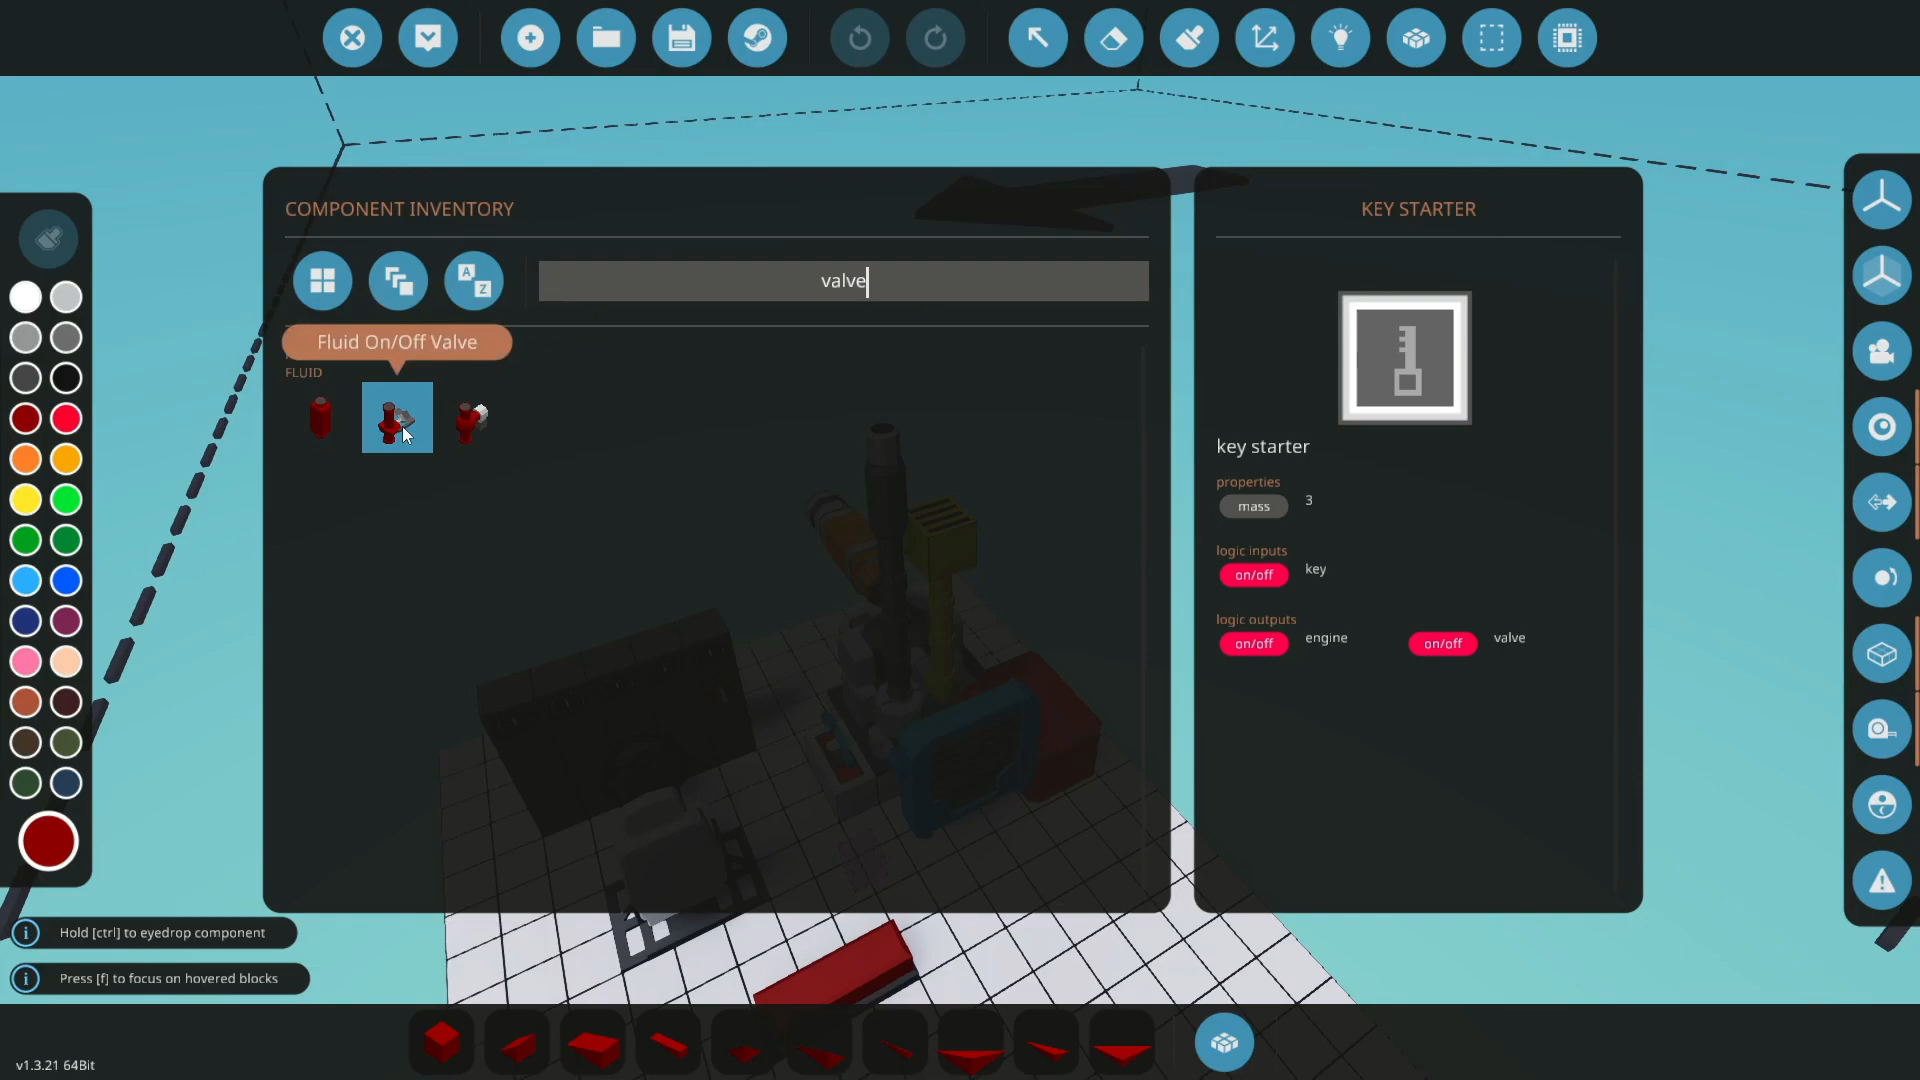 COMPONENT INVENTORY
KEY STARTER
A
Z
valve
Fluid On/Off Valve
FLUID
key starter
properties
mass 3
logic inputs
on/off key
logic outputs
on/off engine on/off valve
Hold [ctrl] to eyedrop component
Press [f] to focus on hovered blocks
v1.3.21 64Bit